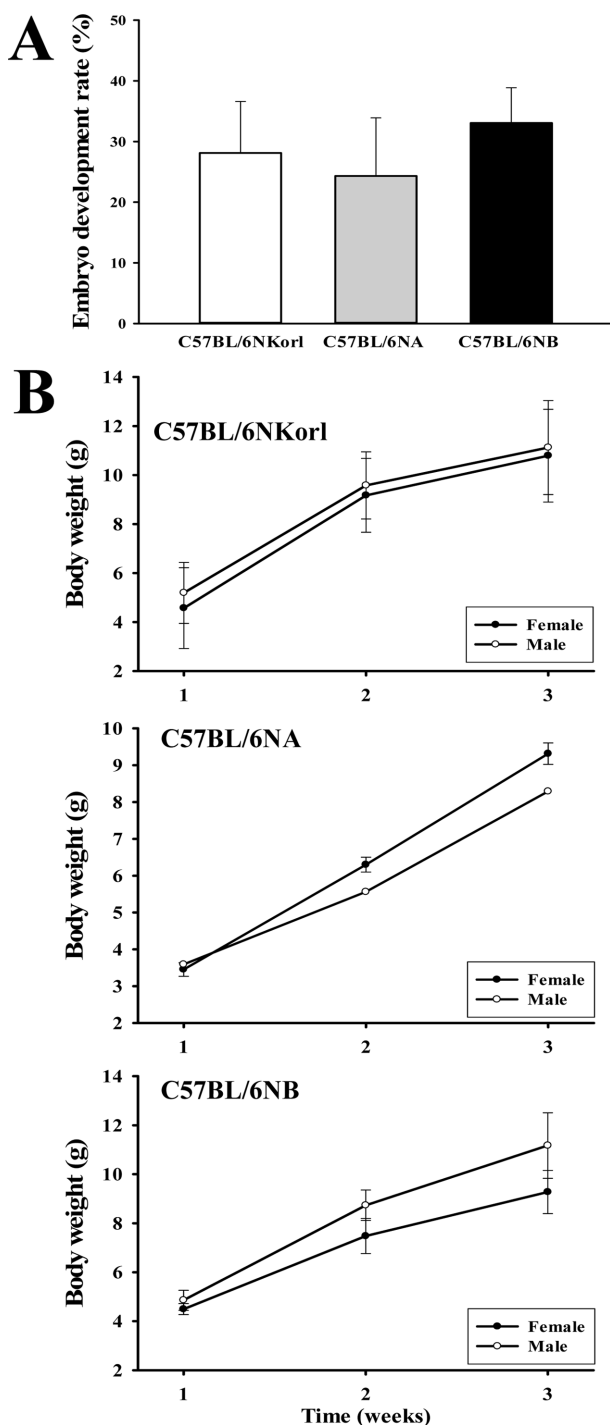 A
Embryo development rate (%)
50
40
30
20
10
0
C57BL/6NKorl
C57BL/6NA
C57BL/6NB
B
C57BL/6NKorl
Body weight (g)
14
12
10
8
6
4
2
1
2
3
Female
Male
C57BL/6NA
Body weight (g)
10
9
8
7
6
5
4
3
2
1
2
3
Female
Male
C57BL/6NB
Body weight (g)
14
12
10
8
6
4
2
1
2
3
Female
Male
Time (weeks)